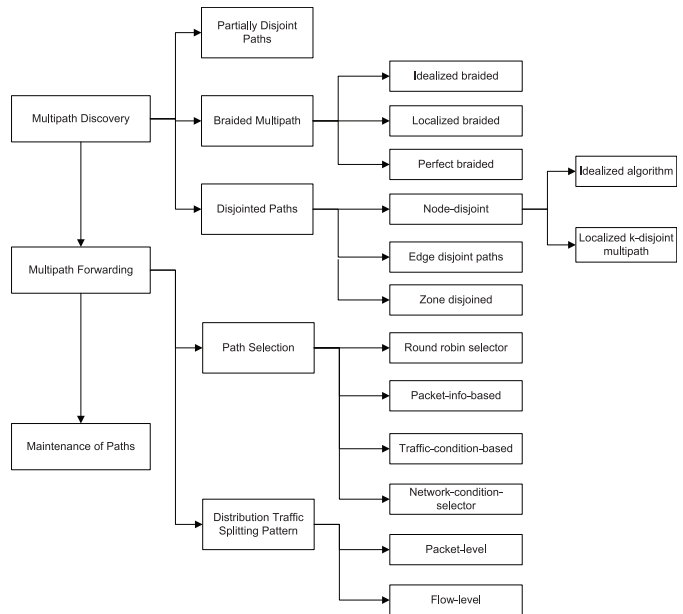 Partially Disjoint
Paths
Idealized braided
Multipath Discovery
Braided Multipath
Localized braided
Perfect braided
Idealized algorithm
Disjointed Paths
Node-disjoint
Localized k-disjoint
multipath
Multipath Forwarding
Edge disjoint paths
Zone disjoined
Path Selection
Round robin selector
Packet-info-based
Maintenance of Paths
Traffic-condition-based
Network-condition-
selector
Distribution Traffic
Splitting Pattern
Packet-level
Flow-level